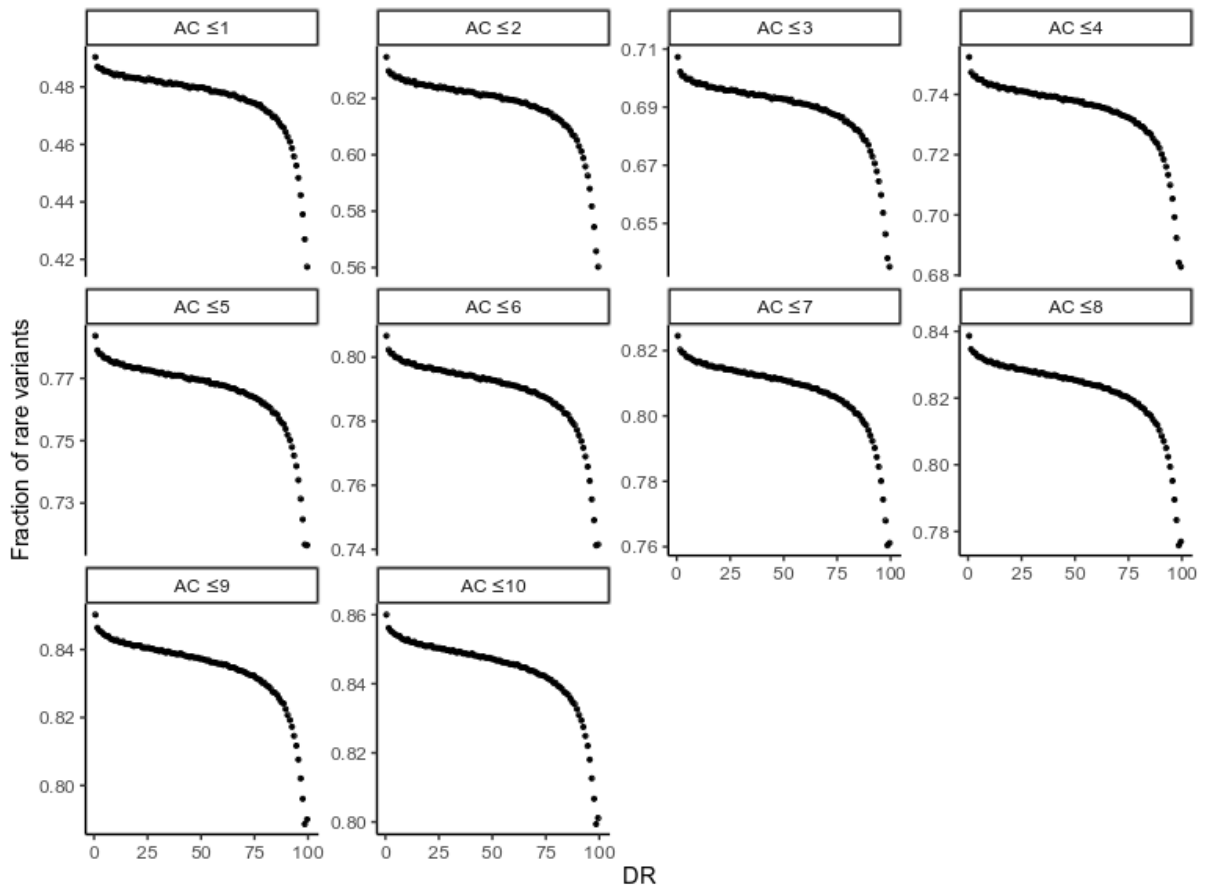 AC ≤1
AC ≤2
AC ≤3
AC ≤4
0.48
0.46
0.44
0.42
0.62
0.60
0.58
0.56
0.71
0.69
0.67
0.65
0.74
0.72
0.70
0.68
AC ≤5
AC ≤6
AC ≤7
AC ≤8
0.77
0.75
0.73
0.80
0.78
0.76
0.74
0.82
0.80
0.78
0.76
0.84
0.82
0.80
0.78
0 25 50 75 100
0 25 50 75 100
AC ≤9
AC ≤10
0.84
0.82
0.80
0.86
0.84
0.82
0.80
0 25 50 75 100
0 25 50 75 100
Fraction of rare variants
DR